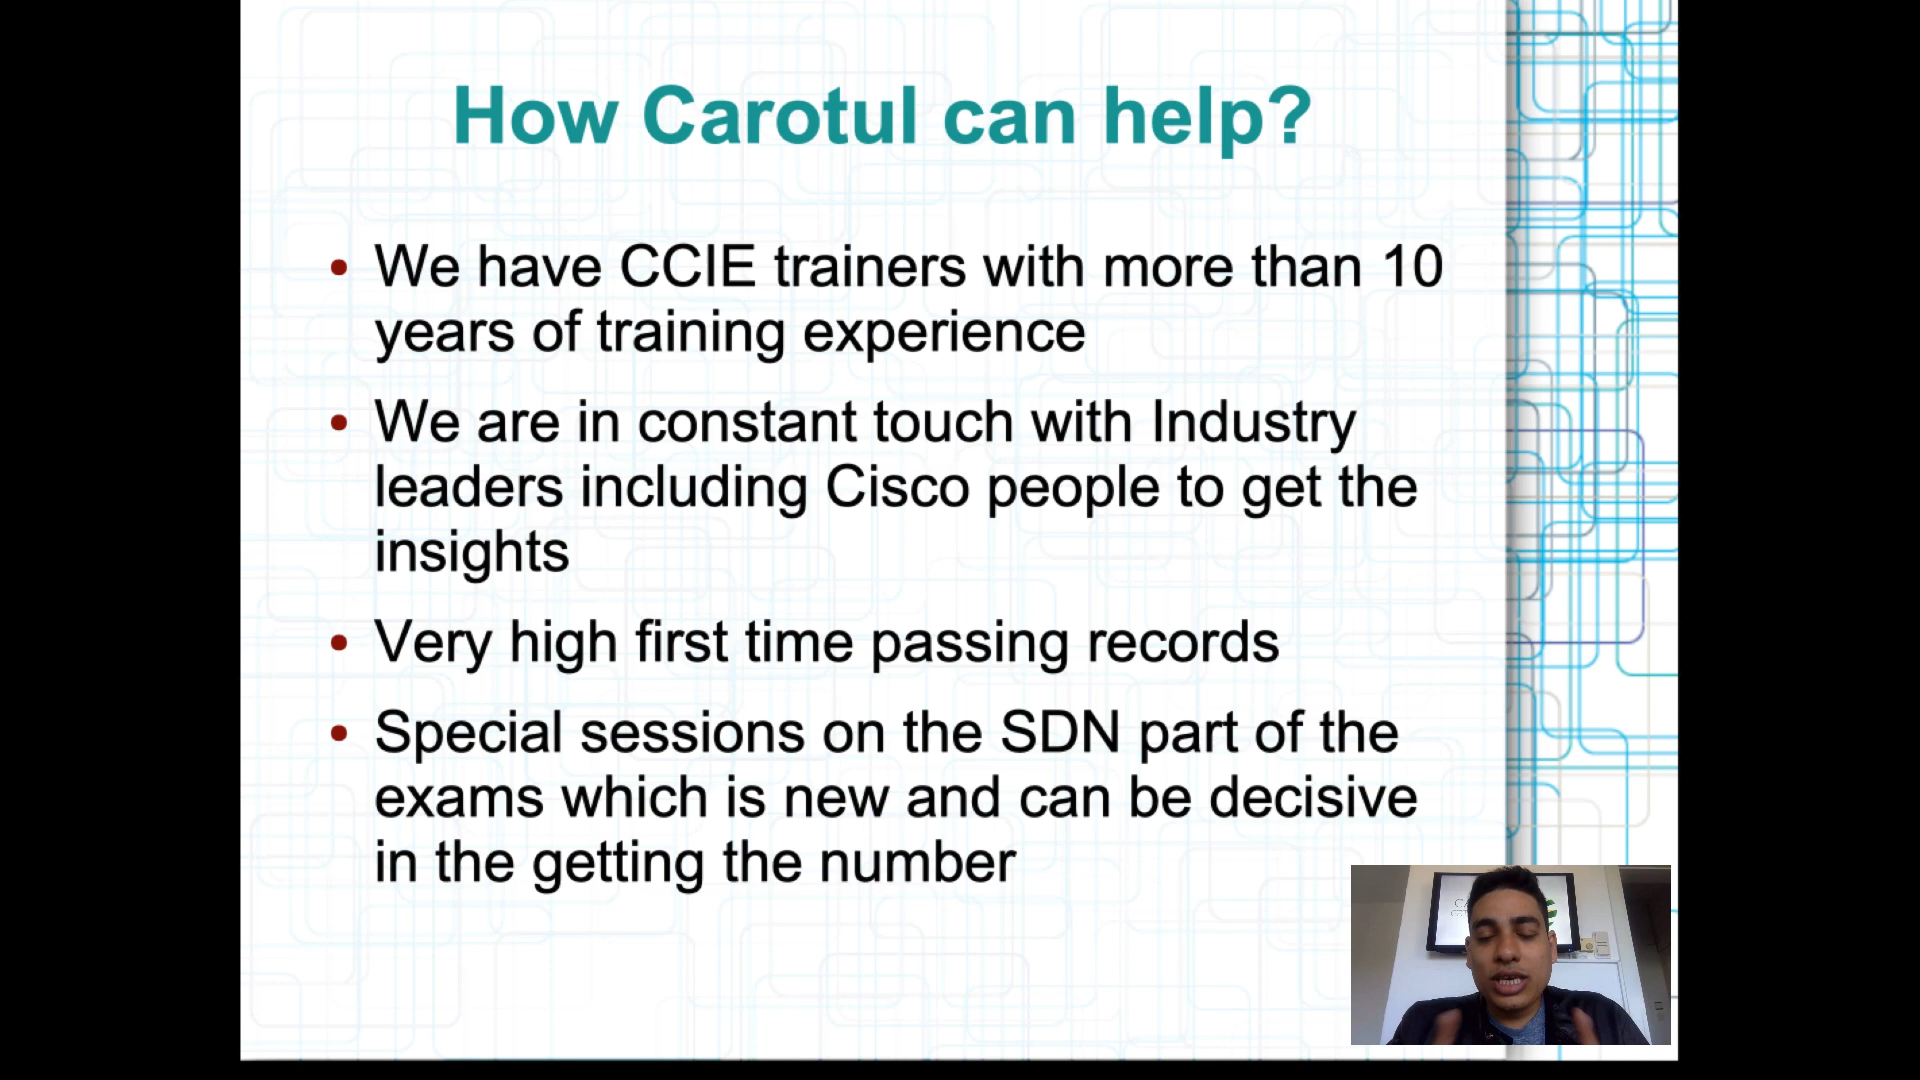 How Carotul can help?
We have CCIE trainers with more than 10
years of training experience
We are in constant touch with Industry
leaders including Cisco people to get the
insights
Very high first time passing records
Special sessions on the SDN part of the
exams which is new and can be decisive
in the getting the number